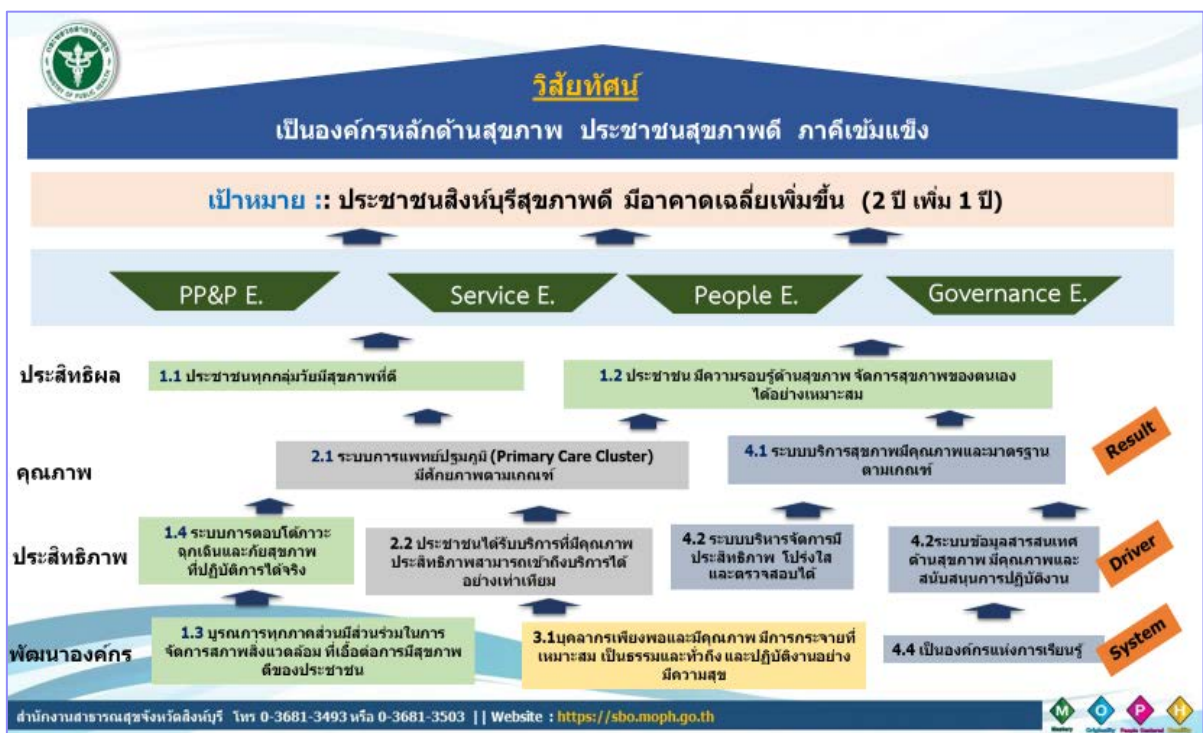 กระทรวงสาธารณสุข
MINISTRY OF PUBLIC HEALTH
วิสัยทัศน์
เป็นองค์กรหลักด้านสุขภาพ ประชาชนสุขภาพดี ภาคีเข้มแข็ง
เป้าหมาย :: ประชาชนสิงห์บุรีสุขภาพดี มีอาคาดเฉลี่ยเพิ่มขึ้น (2 ปี เพิ่ม 1 ปี)
PP&P E.
Service E.
People E.
Governance E.
ประสิทธิผล
1.1 ประชาชนทุกกลุ่มวัยมีสุขภาพที่ดี
1.2 ประชาชน มีความรอบรู้ด้านสุขภาพ จัดการสุขภาพของตนเอง
ได้อย่างเหมาะสม
คุณภาพ
2.1 ระบบการแพทย์ปฐมภูมิ (Primary Care Cluster)
มีศักยภาพตามเกณฑ์
4.1 ระบบบริการสุขภาพมีคุณภาพและมาตรฐาน
ตามเกณฑ์
Result
ประสิทธิภาพ
1.4 ระบบการตอบโต้ภาวะ
ฉุกเฉินและภัยสุขภาพ
ที่ปฏิบัติการได้จริง
2.2 ประชาชนได้รับบริการที่มีคุณภาพ
ประสิทธิภาพสามารถเข้าถึงบริการได้
อย่างเท่าเทียม
4.2 ระบบบริหารจัดการมี
ประสิทธิภาพ โปร่งใส
และตรวจสอบได้
4.2ระบบข้อมูลสารสนเทศ
ด้านสุขภาพ มีคุณภาพและ
สนับสนุนการปฏิบัติงาน
Driver
พัฒนาองค์กร
1.3 บูรณการทุกภาคส่วนมีส่วนร่วมในการ
จัดการสภาพสิ่งแวดล้อม ที่เอื้อต่อการมีสุขภาพ
ดีของประชาชน
3.1บุคลากรเพียงพอและมีคุณภาพ มีการกระจายที่
เหมาะสม เป็นธรรมและทั่วถึง และปฏิบัติงานอย่าง
มีความสุข
4.4 เป็นองค์กรแห่งการเรียนรู้
System
สำนักงานสาธารณสุขจังหวัดสิงห์บุรี โทร 0-3681-3493 หรือ 0-3681-3503 || Website : https://sbo.moph.go.th
M O P H
Mastery Originality People Centered